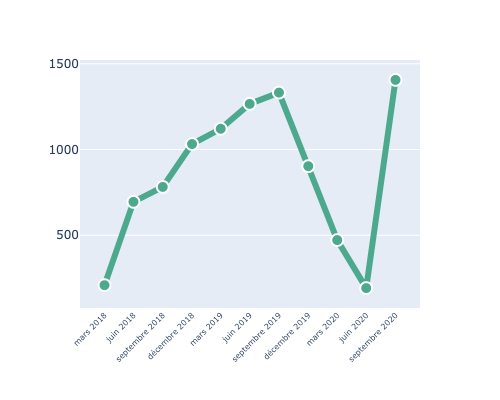 1500
1000
500
mars 2018
juin 2018
septembre 2018
décembre 2018
mars 2019
juin 2019
septembre 2019
décembre 2019
mars 2020
juin 2020
septembre 2020